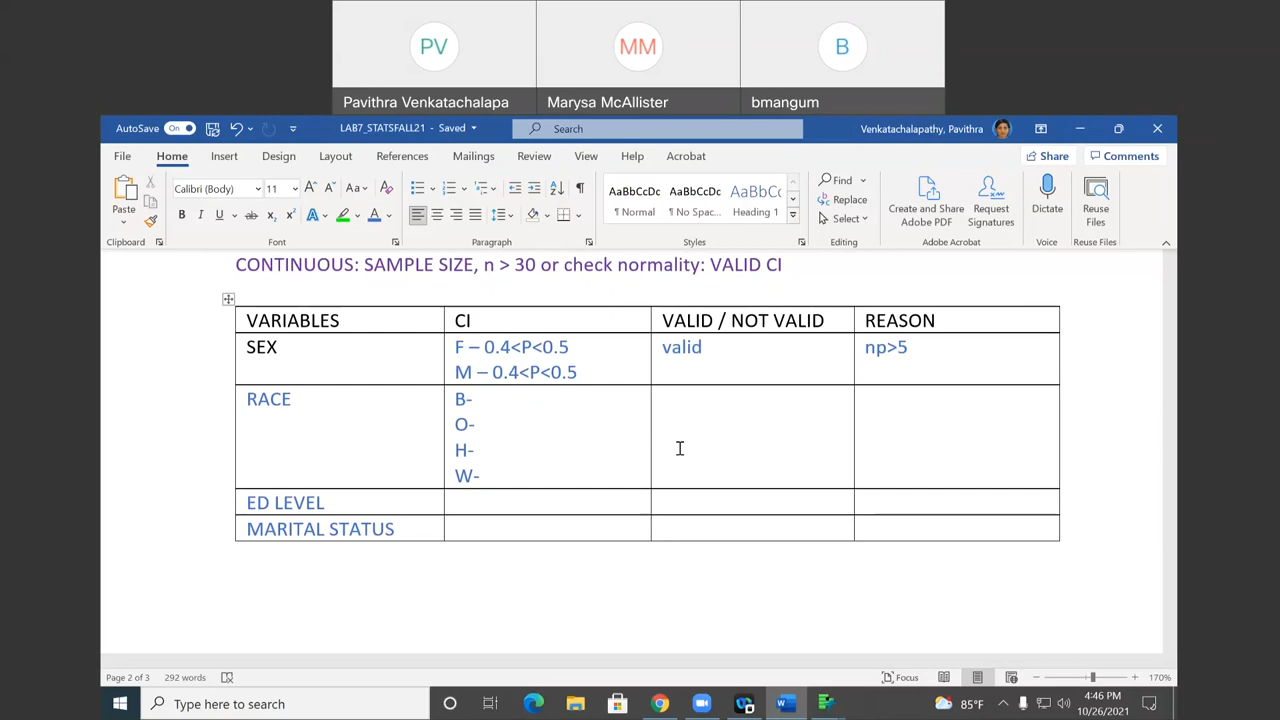 PV
MM
B
Pavithra Venkatachalapa
Marysa McAllister
bmangum
AutoSave On
LAB7_STATSFALL21 - Saved
Search
Venkatachalapathy, Pavithra
File Home Insert Design Layout References Mailings Review View Help Acrobat
Share
Comments
Paste
Calibri (Body) 11
Aa
B I U ab x₂ x²
A A
AaBbCcDc AaBbCcDc AaBbCc
¶ Normal ¶ No Spac... Heading 1
Find
Replace
Select
Create and Share Adobe PDF
Request Signatures
Dictate
Reuse Files
Clipboard Font Paragraph Styles Editing Adobe Acrobat Voice Reuse Files
CONTINUOUS: SAMPLE SIZE, n > 30 or check normality: VALID CI
VARIABLES CI VALID / NOT VALID REASON
SEX F – 0.4<P<0.5 valid np>5
M – 0.4<P<0.5
RACE B-
O-
H-
W-
ED LEVEL
MARITAL STATUS
Page 2 of 3 292 words
Focus
170%
Type here to search
85°F
4:46 PM
10/26/2021